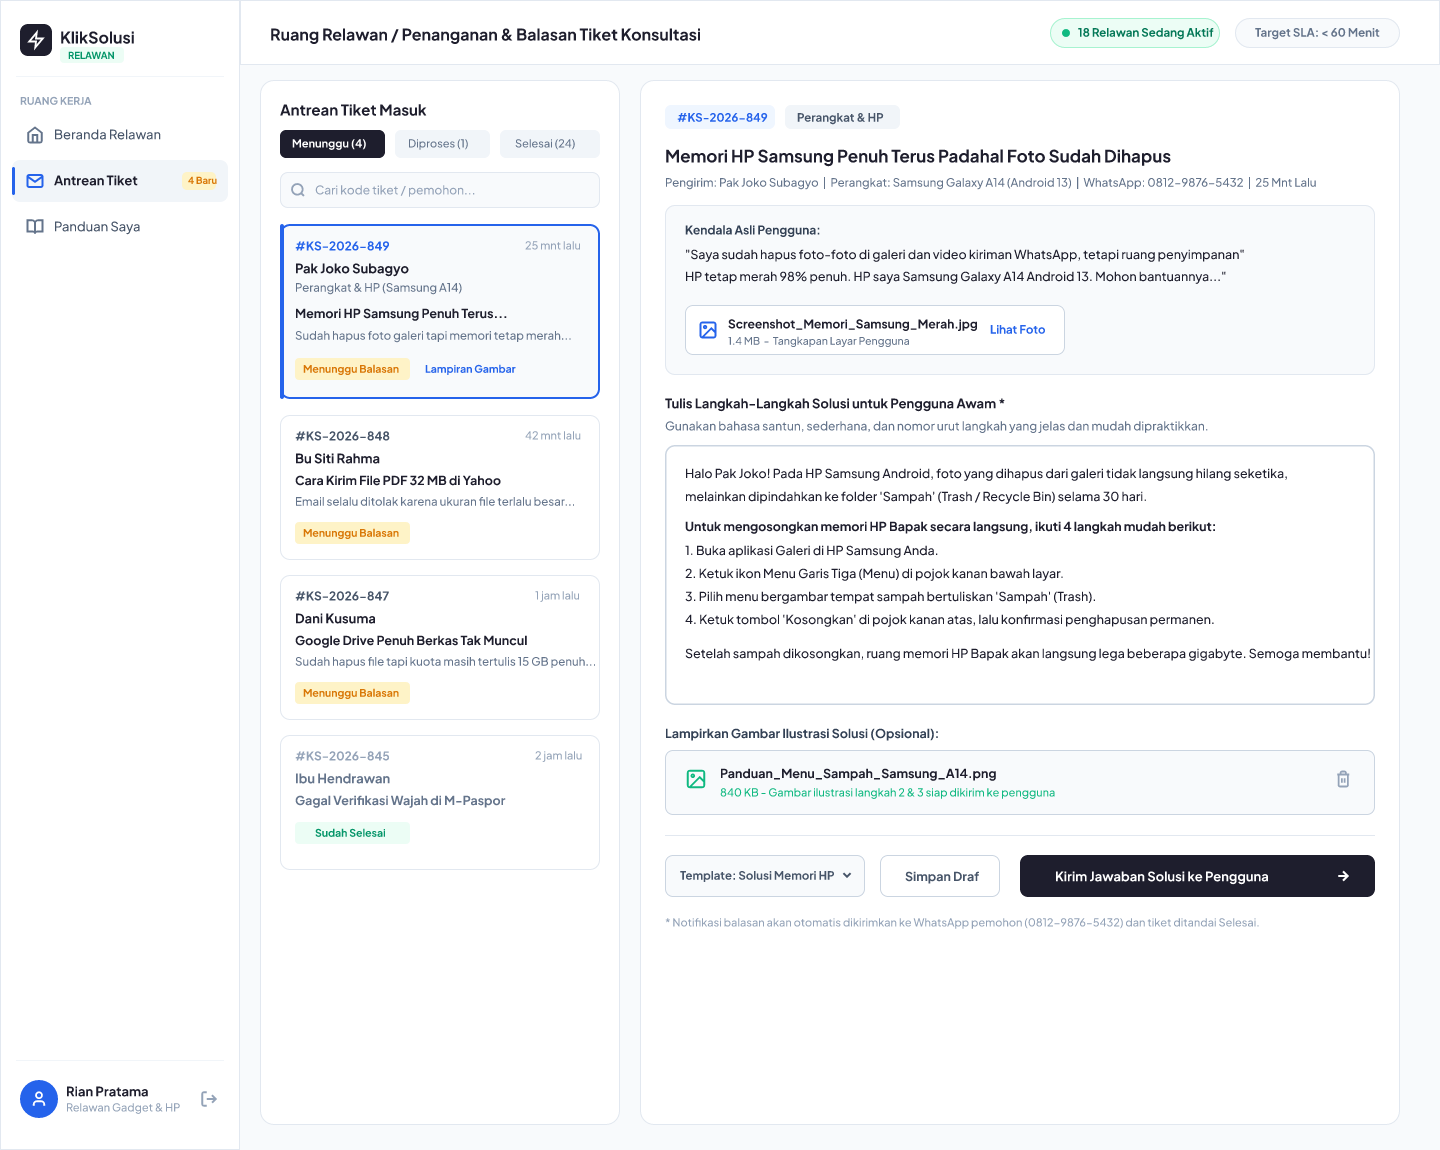 KlikSolusi
RELAWAN
RUANG KERJA
Beranda Relawan
Antrean Tiket
4 Baru
Panduan Saya
Rian Pratama
Relawan Gadget & HP
Ruang Relawan / Penanganan & Balasan Tiket Konsultasi
18 Relawan Sedang Aktif
Target SLA: < 60 Menit
Antrean Tiket Masuk
Menunggu (4)
Diproses (1)
Selesai (24)
Cari kode tiket / pemohon...
#KS-2026-849
25 mnt lalu
Pak Joko Subagyo
Perangkat & HP (Samsung A14)
Memori HP Samsung Penuh Terus...
Sudah hapus foto galeri tapi memori tetap merah...
Menunggu Balasan
Lampiran Gambar
#KS-2026-848
42 mnt lalu
Bu Siti Rahma
Cara Kirim File PDF 32 MB di Yahoo
Email selalu ditolak karena ukuran file terlalu besar...
Menunggu Balasan
#KS-2026-847
1 jam lalu
Dani Kusuma
Google Drive Penuh Berkas Tak Muncul
Sudah hapus file tapi kuota masih tertulis 15 GB penuh...
Menunggu Balasan
#KS-2026-845
2 jam lalu
Ibu Hendrawan
Gagal Verifikasi Wajah di M-Paspor
Sudah Selesai
#KS-2026-849
Perangkat & HP
Memori HP Samsung Penuh Terus Padahal Foto Sudah Dihapus
Pengirim: Pak Joko Subagyo | Perangkat: Samsung Galaxy A14 (Android 13) | WhatsApp: 0812-9876-5432 | 25 Mnt Lalu
Kendala Asli Pengguna:
"Saya sudah hapus foto-foto di galeri dan video kiriman WhatsApp, tetapi ruang penyimpanan"
HP tetap merah 98% penuh. HP saya Samsung Galaxy A14 Android 13. Mohon bantuannya..."
Screenshot_Memori_Samsung_Merah.jpg
1.4 MB - Tangkapan Layar Pengguna
Lihat Foto
Tulis Langkah-Langkah Solusi untuk Pengguna Awam *
Gunakan bahasa santun, sederhana, dan nomor urut langkah yang jelas dan mudah dipraktikkan.
Halo Pak Joko! Pada HP Samsung Android, foto yang dihapus dari galeri tidak langsung hilang seketika,
melainkan dipindahkan ke folder 'Sampah' (Trash / Recycle Bin) selama 30 hari.
Untuk mengosongkan memori HP Bapak secara langsung, ikuti 4 langkah mudah berikut:
1. Buka aplikasi Galeri di HP Samsung Anda.
2. Ketuk ikon Menu Garis Tiga (Menu) di pojok kanan bawah layar.
3. Pilih menu bergambar tempat sampah bertuliskan 'Sampah' (Trash).
4. Ketuk tombol 'Kosongkan' di pojok kanan atas, lalu konfirmasi penghapusan permanen.
Setelah sampah dikosongkan, ruang memori HP Bapak akan langsung lega beberapa gigabyte. Semoga membantu!
Lampirkan Gambar Ilustrasi Solusi (Opsional):
Panduan_Menu_Sampah_Samsung_A14.png
840 KB - Gambar ilustrasi langkah 2 & 3 siap dikirim ke pengguna
Template: Solusi Memori HP
Simpan Draf
Kirim Jawaban Solusi ke Pengguna
* Notifikasi balasan akan otomatis dikirimkan ke WhatsApp pemohon (0812-9876-5432) dan tiket ditandai Selesai.